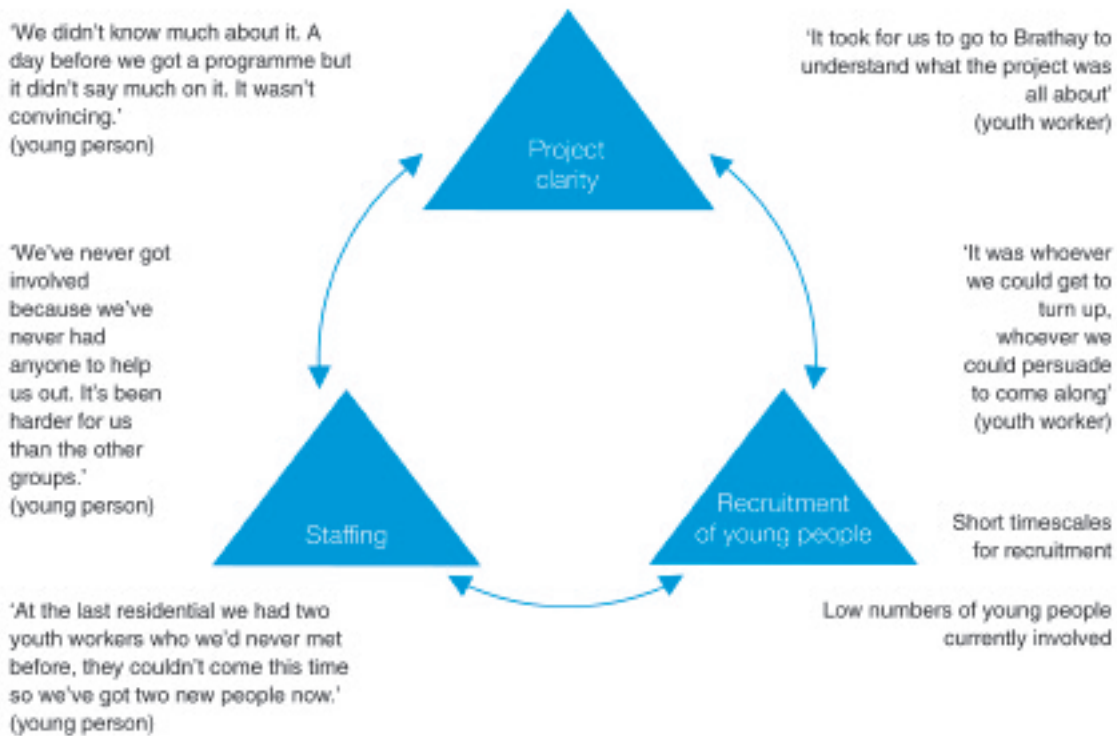 'We didn't know much about it. A
day before we got a programme but
it didn't say much on it. It wasn't
convincing.'
(young person)
'It took for us to go to Brathay to
understand what the project was
all about'
(youth worker)
Project
clarity
'We've never got
involved
because we've
never had
anyone to help
us out. It's been
harder for us
than the other
groups.'
(young person)
'It was whoever
we could get to
turn up,
whoever we
could persuade
to come along'
(youth worker)
Staffing
Recruitment
of young people
Short timescales
for recruitment
'At the last residential we had two
youth workers who we'd never met
before, they couldn't come this time
so we've got two new people now.'
(young person)
Low numbers of young people
currently involved